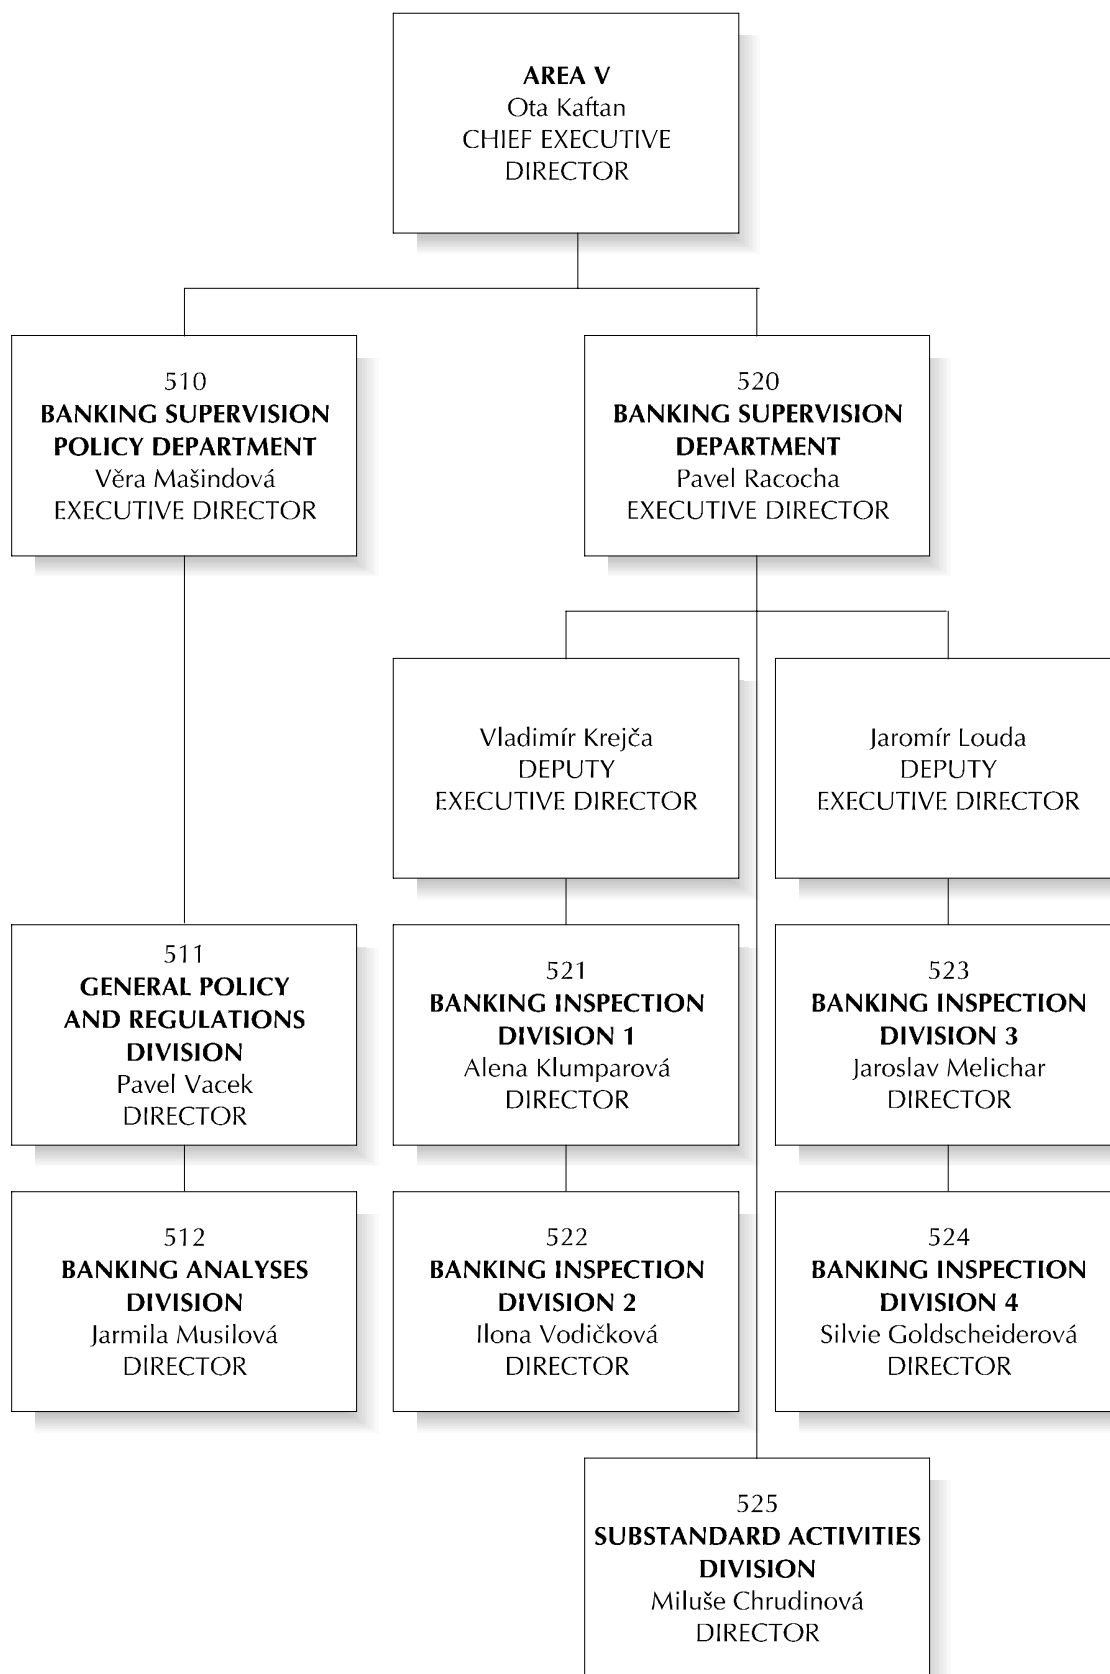 AREA V
Ota Kaftan
CHIEF EXECUTIVE
DIRECTOR
510
BANKING SUPERVISION
POLICY DEPARTMENT
Věra Mašindová
EXECUTIVE DIRECTOR
520
BANKING SUPERVISION
DEPARTMENT
Pavel Racocha
EXECUTIVE DIRECTOR
Vladimír Krejča
DEPUTY
EXECUTIVE DIRECTOR
Jaromír Louda
DEPUTY
EXECUTIVE DIRECTOR
511
GENERAL POLICY
AND REGULATIONS
DIVISION
Pavel Vacek
DIRECTOR
521
BANKING INSPECTION
DIVISION 1
Alena Klumparová
DIRECTOR
523
BANKING INSPECTION
DIVISION 3
Jaroslav Melichar
DIRECTOR
512
BANKING ANALYSES
DIVISION
Jarmila Musilová
DIRECTOR
522
BANKING INSPECTION
DIVISION 2
Ilona Vodičková
DIRECTOR
524
BANKING INSPECTION
DIVISION 4
Silvie Goldscheiderová
DIRECTOR
525
SUBSTANDARD ACTIVITIES
DIVISION
Miluše Chrudinová
DIRECTOR